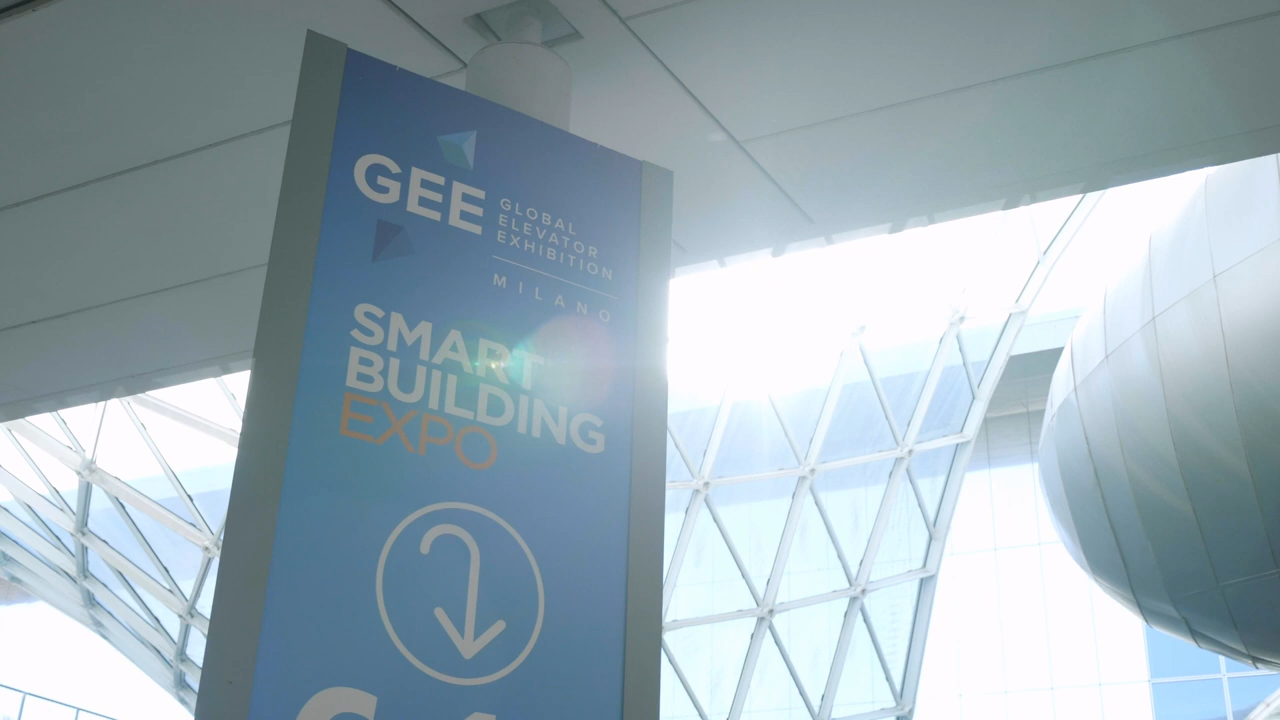 GEE
GLOBAL
ELEVATOR
EXHIBITION
MILANO
SMART
BUILDING
EXPO